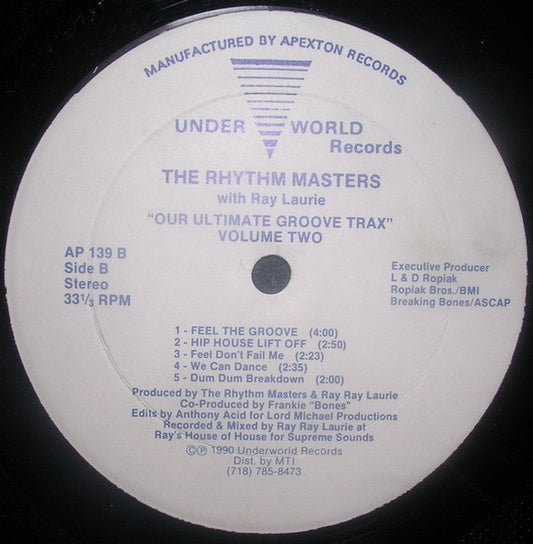 MANUFACTURED BY APEXTON RECORDS
UNDER WORLD
Records
THE RHYTHM MASTERS
with Ray Laurie
"OUR ULTIMATE GROOVE TRAX"
VOLUME TWO
AP 139 B
Side B
Stereo
33⅓ RPM
Executive Producer
L & D Ropiak
Ropiak Bros./BMI
Breaking Bones/ASCAP
1 - FEEL THE GROOVE (4:00)
2 - HIP HOUSE LIFT OFF (2:50)
3 - Feel Don't Fail Me (2:23)
4 - We Can Dance (2:35)
5 - Dum Dum Breakdown (2:00)
Produced by The Rhythm Masters & Ray Ray Laurie
Co-Produced by Frankie "Bones"
Edits by Anthony Acid for Lord Michael Productions
Recorded & Mixed by Ray Ray Laurie at
Ray's House of House for Supreme Sounds
©℗ 1990 Underworld Records
Dist. by MTI
(718) 785-8473